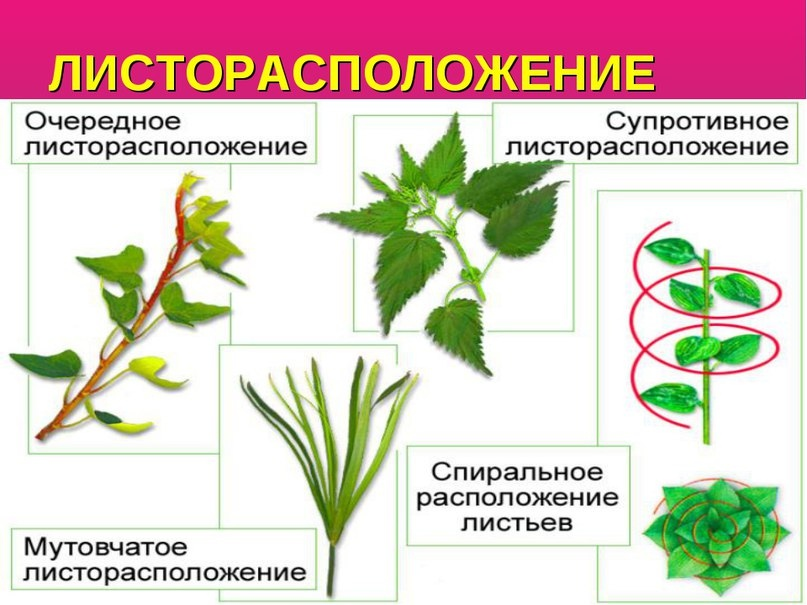 ЛИСТОРАСПОЛОЖЕНИЕ
Очередное
листорасположение
Супротивное
листорасположение
Спиральное
расположение
листьев
Мутовчатое
листорасположение